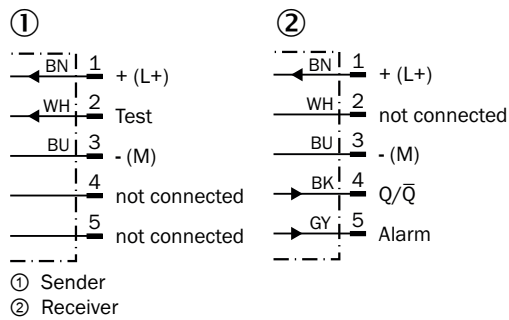 ① ②
BN 1 + (L+) BN 1 + (L+)
WH 2 Test WH 2 not connected
BU 3 - (M) BU 3 - (M)
4 not connected BK 4 Q/Q̅
5 not connected GY 5 Alarm
① Sender
② Receiver